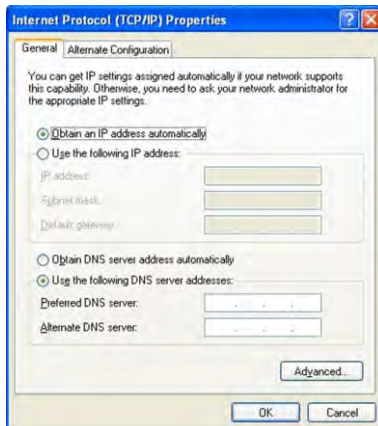 Internet Protocol (TCP/IP) Properties
General
Alternate Configuration
You can get IP settings assigned automatically if your network supports
this capability. Otherwise, you need to ask your network administrator for
the appropriate IP settings.
Obtain an IP address automatically
Use the following IP address:
IP address:
Subnet mask:
Default gateway:
Obtain DNS server address automatically
Use the following DNS server addresses:
Preferred DNS server:
Alternate DNS server:
Advanced...
OK
Cancel